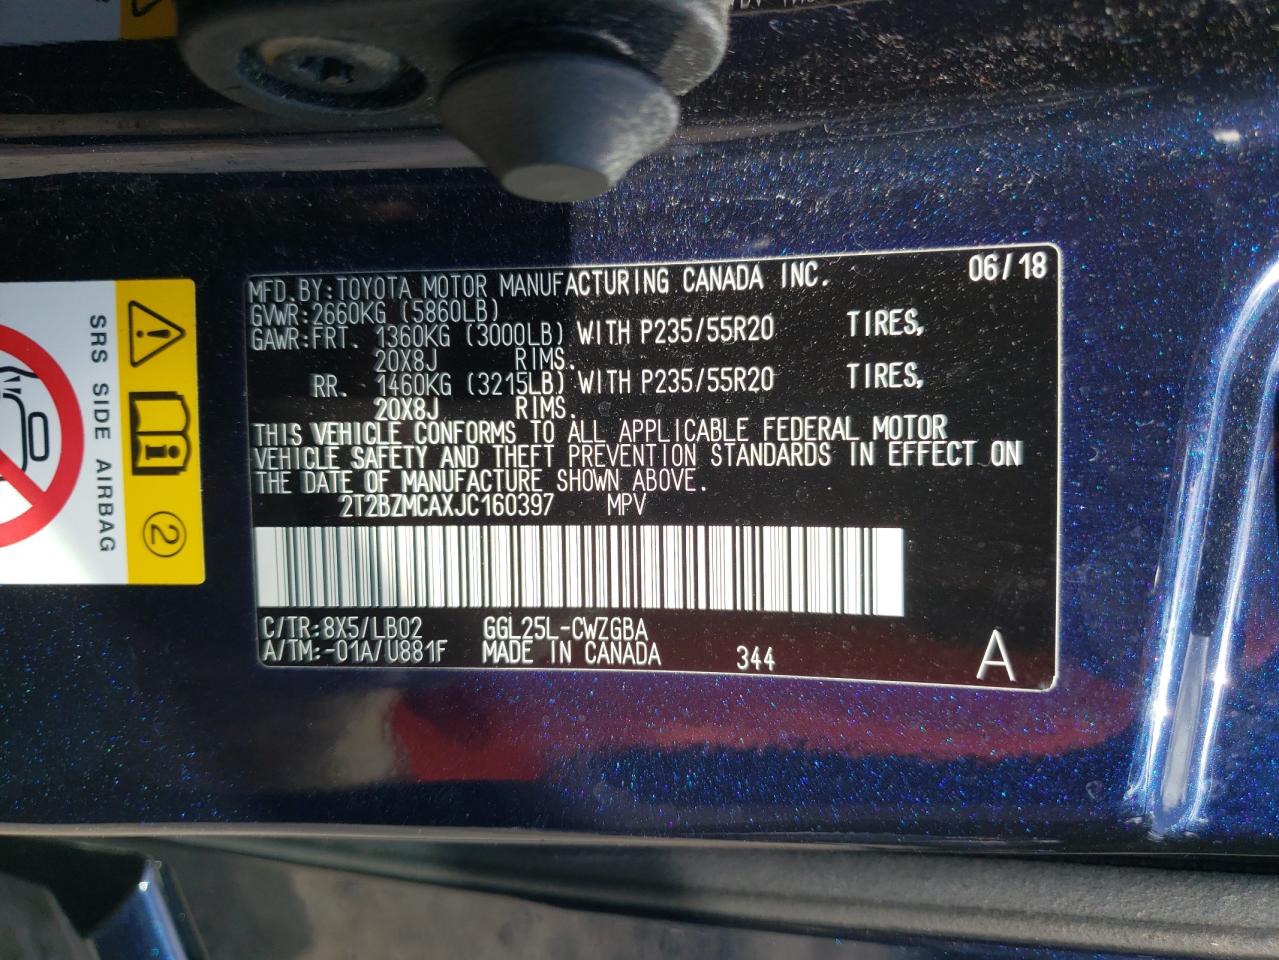 MFD. BY: TOYOTA MOTOR MANUFACTURING CANADA INC. 06/18
GVWR: 2660KG (5860LB)
GAWR: FRT. 1360KG (3000LB) WITH P235/55R20 TIRES,
20X8J RIMS.
RR. 1460KG (3215LB) WITH P235/55R20 TIRES,
20X8J RIMS.
THIS VEHICLE CONFORMS TO ALL APPLICABLE FEDERAL MOTOR
VEHICLE SAFETY AND THEFT PREVENTION STANDARDS IN EFFECT ON
THE DATE OF MANUFACTURE SHOWN ABOVE.
2T2BZMCAXJC160397 MPV
C/TR: 8X5/LB02 GGL25L-CWZGBA
A/TM: -01A/U881F MADE IN CANADA 344 A
SRS SIDE AIRBAG
2